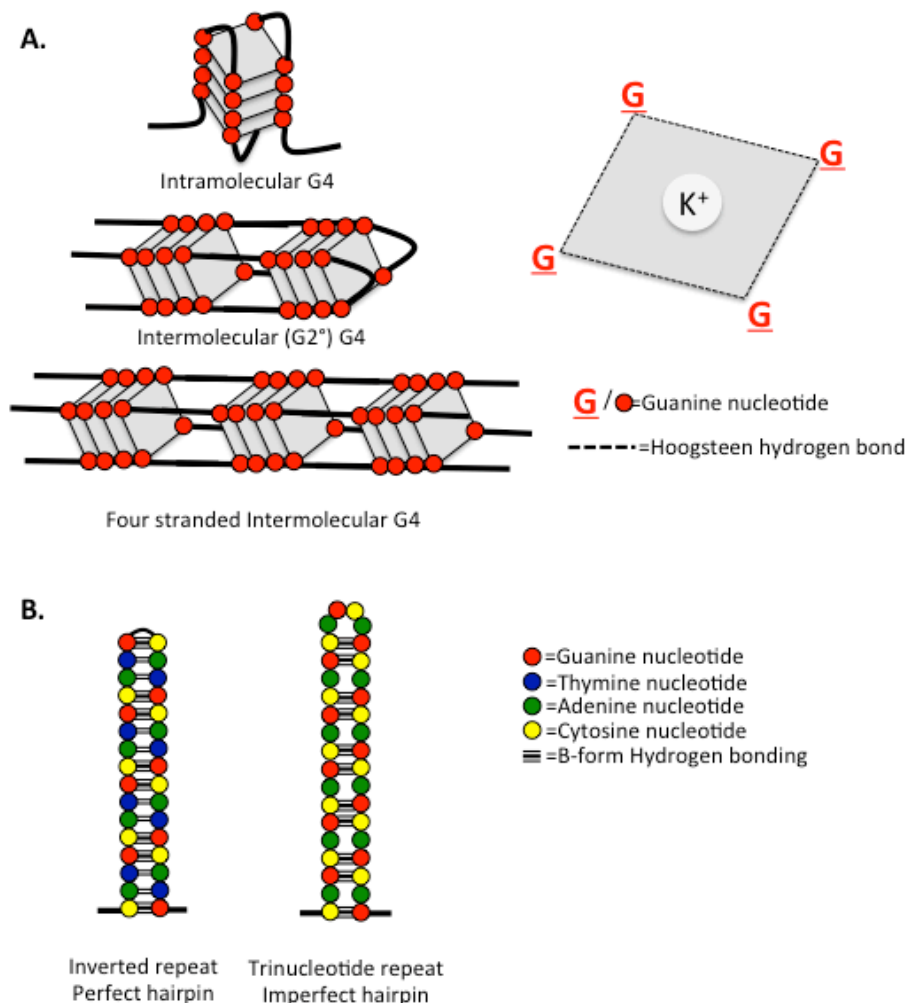 A.
Intramolecular G4
Intermolecular (G2°) G4
Four stranded Intermolecular G4
G
G
K⁺
G
G
G / =Guanine nucleotide
=Hoogsteen hydrogen bond
B.
=Guanine nucleotide
=Thymine nucleotide
=Adenine nucleotide
=Cytosine nucleotide
=B-form Hydrogen bonding
Inverted repeat
Perfect hairpin
Trinucleotide repeat
Imperfect hairpin